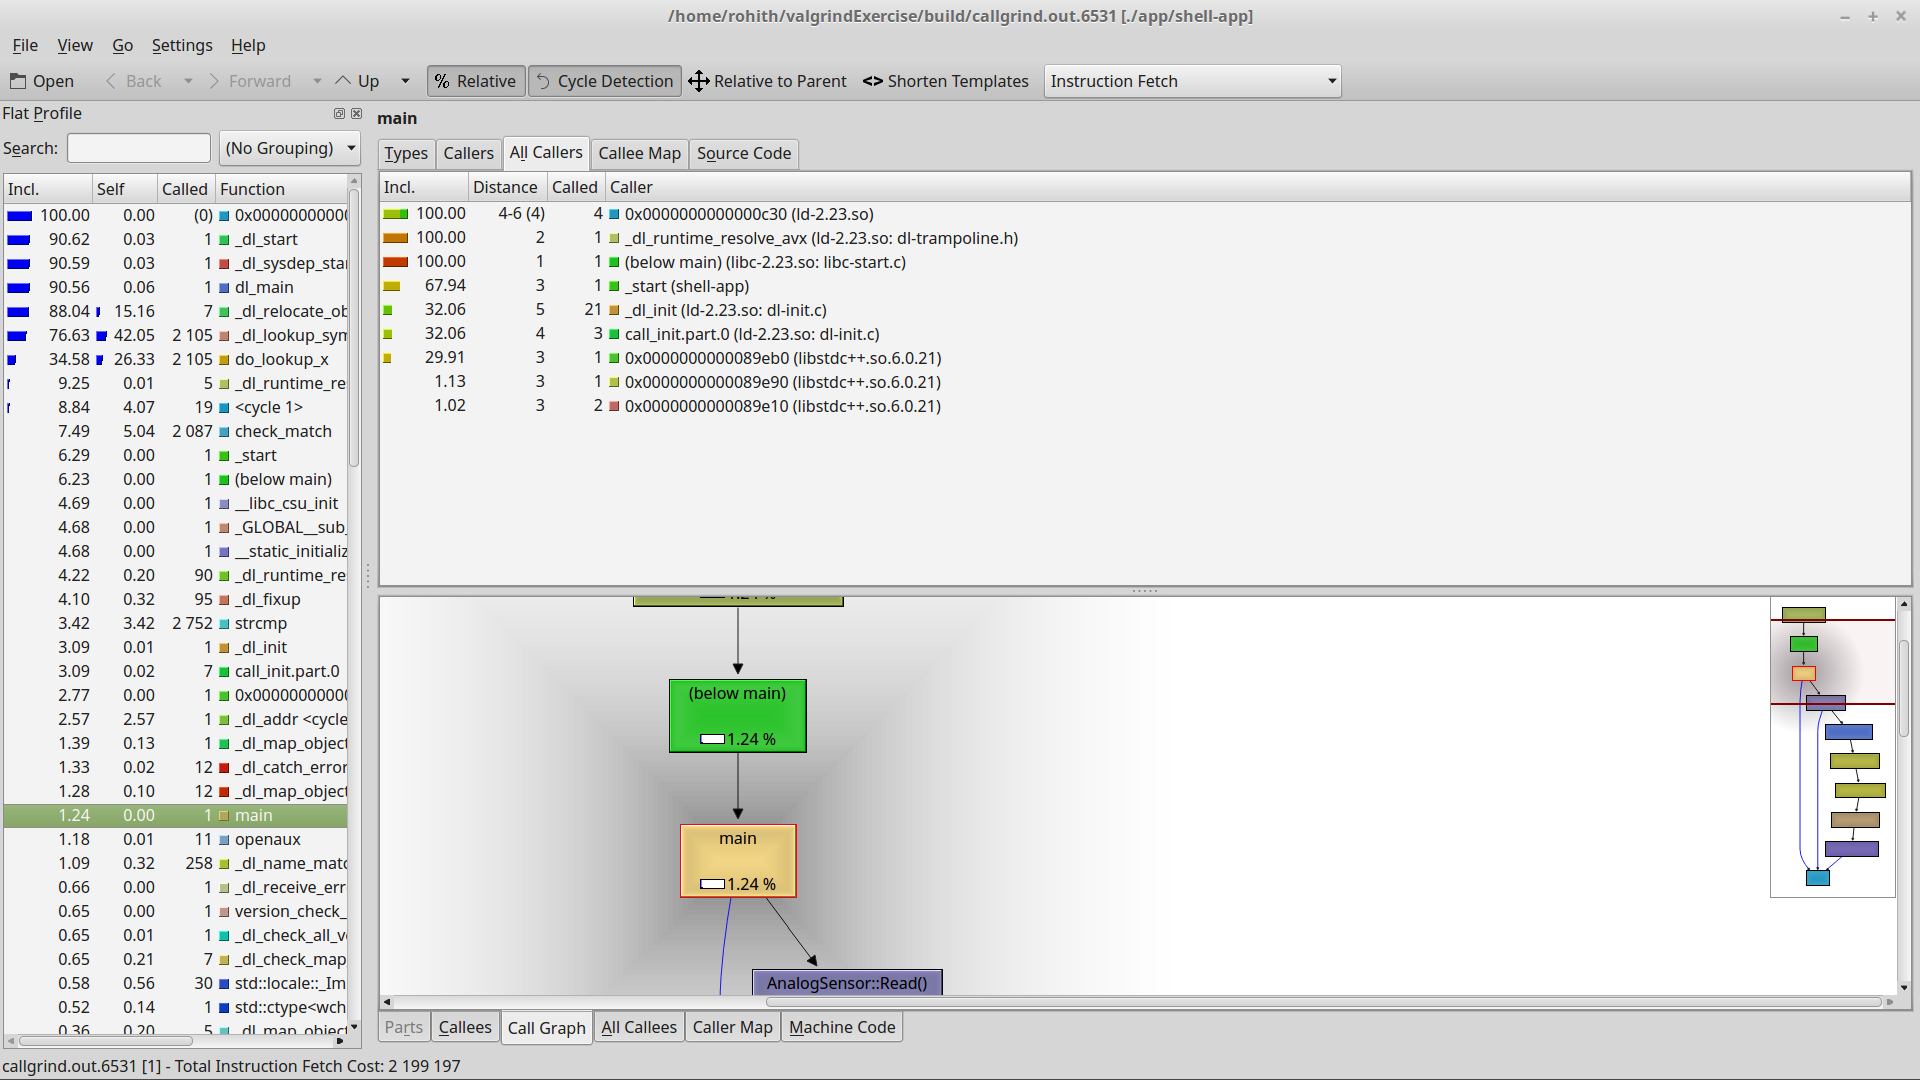 /home/rohith/valgrindExercise/build/callgrind.out.6531 [./app/shell-app]
File View Go Settings Help
Open Back Forward Up % Relative Cycle Detection Relative to Parent <> Shorten Templates Instruction Fetch
Flat Profile
Search: (No Grouping)
Incl. Self Called Function
100.00 0.00 (0) 0x0000000000
90.62 0.03 1 _dl_start
90.59 0.03 1 _dl_sysdep_sta
90.56 0.06 1 dl_main
88.04 15.16 7 _dl_relocate_ob
76.63 42.05 2 105 _dl_lookup_sym
34.58 26.33 2 105 do_lookup_x
9.25 0.01 5 _dl_runtime_re
8.84 4.07 19 <cycle 1>
7.49 5.04 2 087 check_match
6.29 0.00 1 _start
6.23 0.00 1 (below main)
4.69 0.00 1 __libc_csu_init
4.68 0.00 1 _GLOBAL__sub_
4.68 0.00 1 __static_initializ
4.22 0.20 90 _dl_runtime_re
4.10 0.32 95 _dl_fixup
3.42 3.42 2 752 strcmp
3.09 0.01 1 _dl_init
3.09 0.02 7 call_init.part.0
2.77 0.00 1 0x0000000000
2.57 2.57 1 _dl_addr <cycle
1.39 0.13 1 _dl_map_object
1.33 0.02 12 _dl_catch_error
1.28 0.10 12 _dl_map_object
1.24 0.00 1 main
1.18 0.01 11 openaux
1.09 0.32 258 _dl_name_matc
0.66 0.00 1 _dl_receive_err
0.65 0.00 1 version_check_
0.65 0.01 1 _dl_check_all_v
0.65 0.21 7 _dl_check_map
0.58 0.56 30 std::locale::_Im
0.52 0.14 1 std::ctype<wch
0.36 0.20 5 _dl_map_object
main
Types Callers All Callers Callee Map Source Code
Incl. Distance Called Caller
100.00 4-6 (4) 4 0x0000000000000c30 (ld-2.23.so)
100.00 2 1 _dl_runtime_resolve_avx (ld-2.23.so: dl-trampoline.h)
100.00 1 1 (below main) (libc-2.23.so: libc-start.c)
67.94 3 1 _start (shell-app)
32.06 5 21 _dl_init (ld-2.23.so: dl-init.c)
32.06 4 3 call_init.part.0 (ld-2.23.so: dl-init.c)
29.91 3 1 0x0000000000089eb0 (libstdc++.so.6.0.21)
1.13 3 1 0x0000000000089e90 (libstdc++.so.6.0.21)
1.02 3 2 0x0000000000089e10 (libstdc++.so.6.0.21)
(below main)
1.24 %
main
1.24 %
AnalogSensor::Read()
Parts Callees Call Graph All Callees Caller Map Machine Code
callgrind.out.6531 [1] - Total Instruction Fetch Cost: 2 199 197